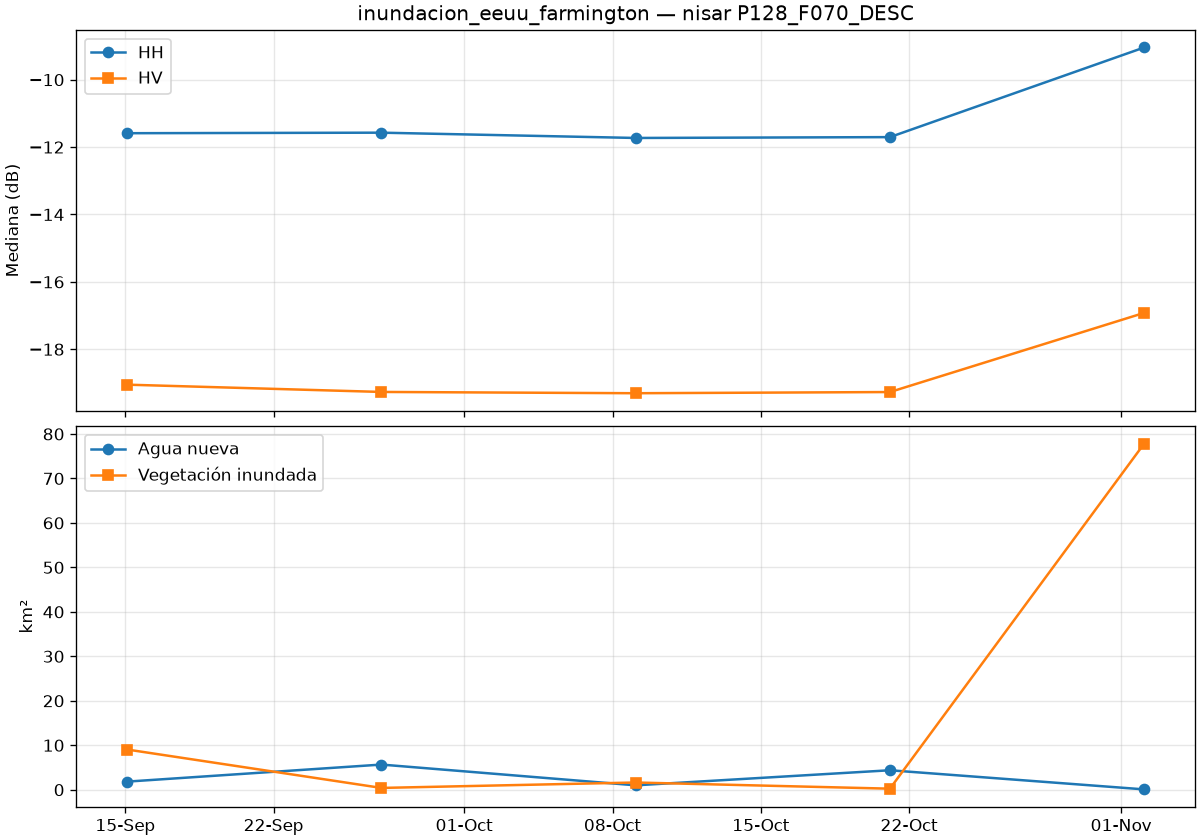 inundacion_eeuu_farmington — nisar P128_F070_DESC
HH
HV
−10
−12
−14
−16
−18
Mediana (dB)
Agua nueva
Vegetación inundada
80
70
60
50
40
30
20
10
0
km²
15-Sep 22-Sep 01-Oct 08-Oct 15-Oct 22-Oct 01-Nov